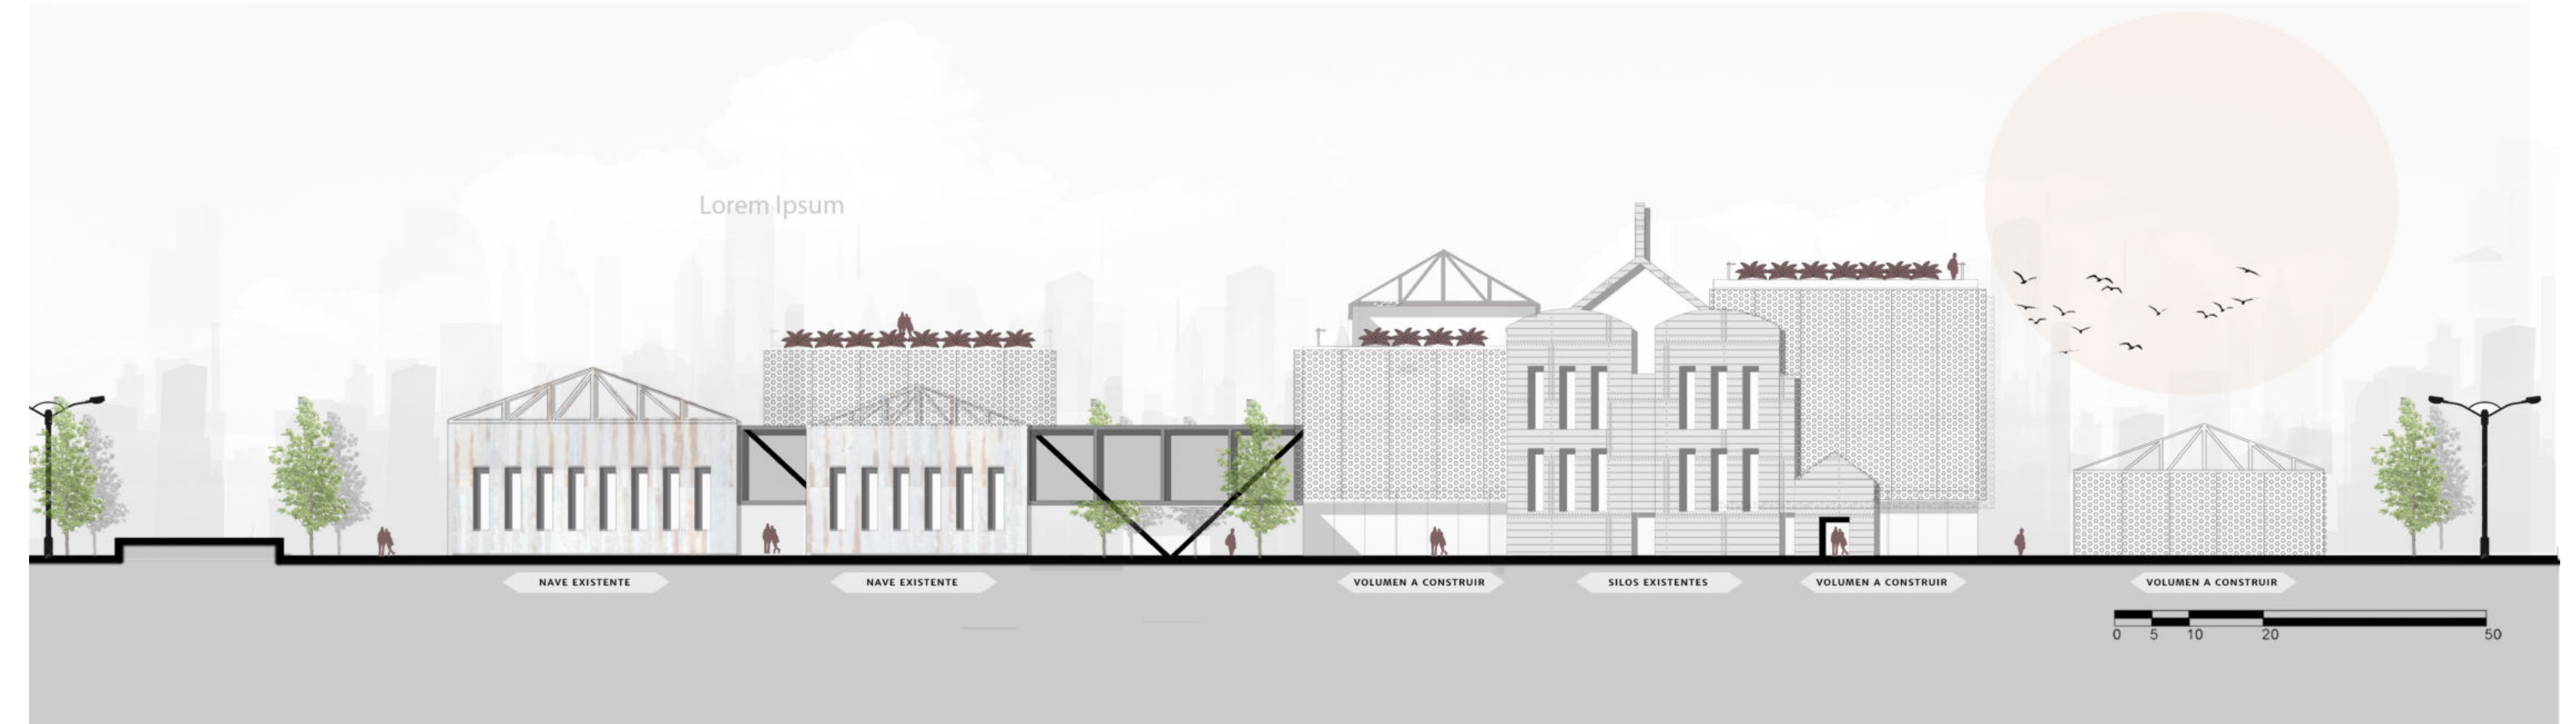 Lorem Ipsum
NAVE EXISTENTE
NAVE EXISTENTE
VOLUMEN A CONSTRUIR
SILOS EXISTENTES
VOLUMEN A CONSTRUIR
VOLUMEN A CONSTRUIR
0 5 10 20 50